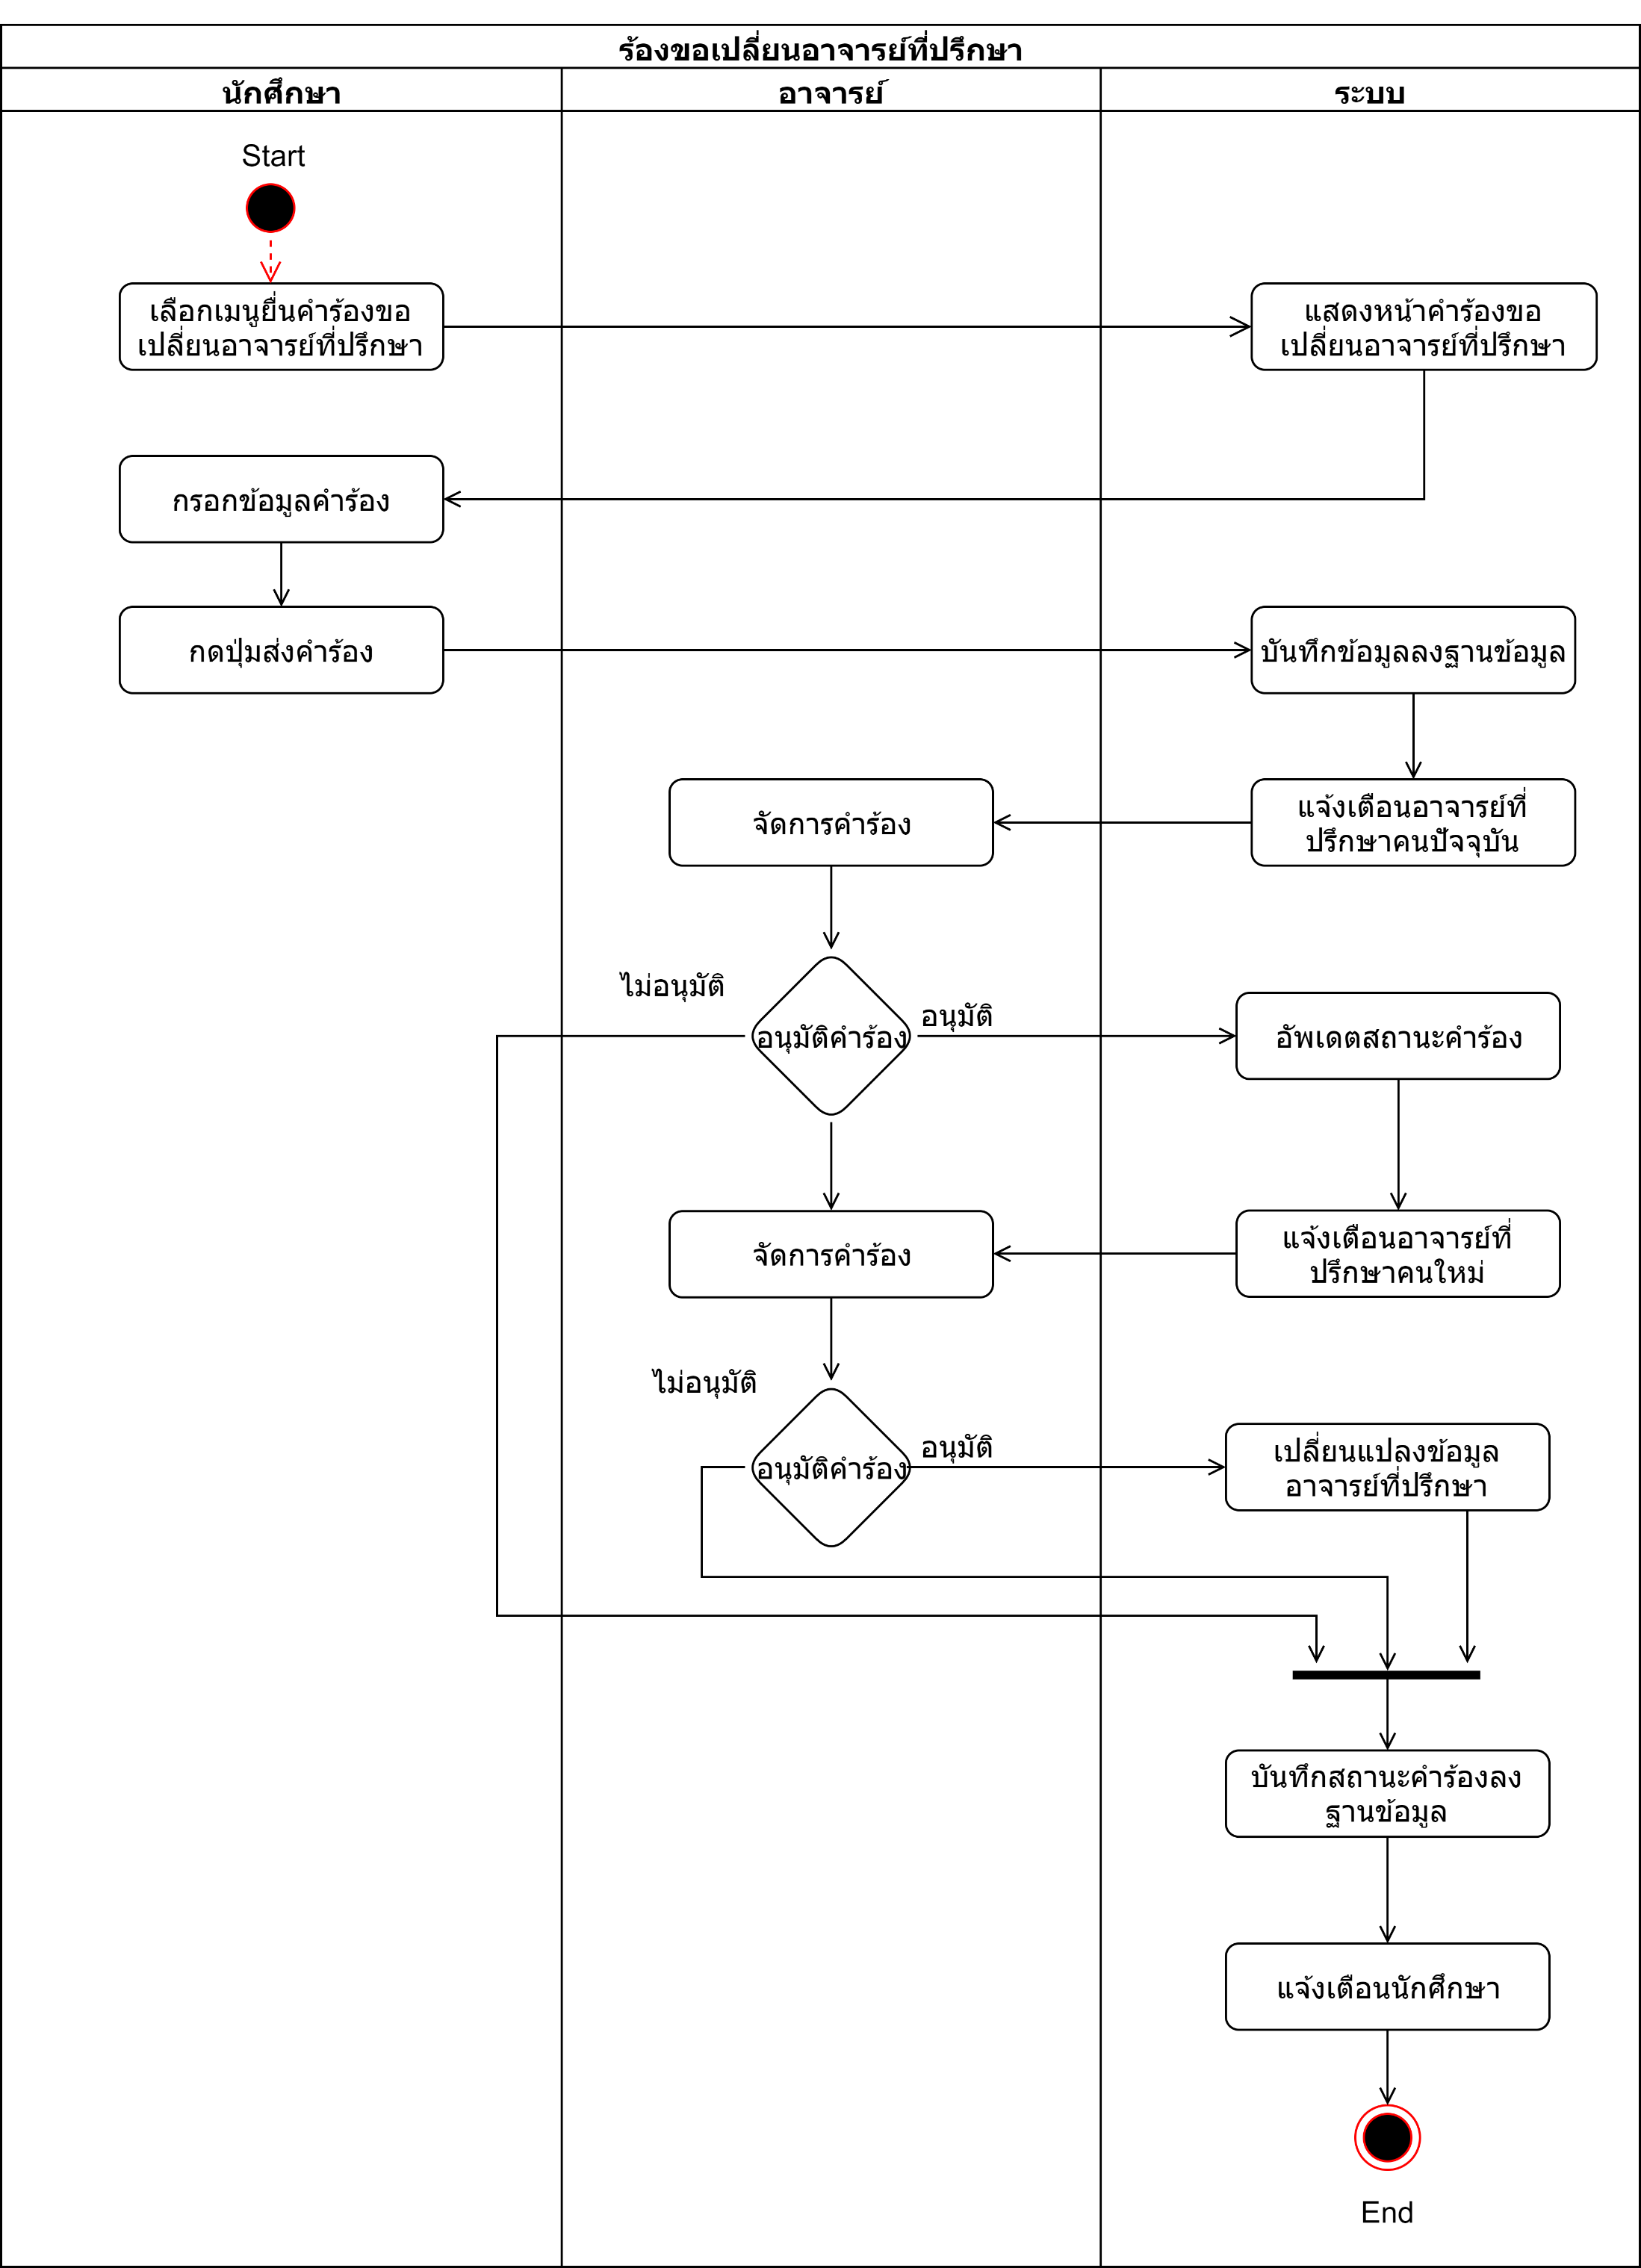 ร้องขอเปลี่ยนอาจารย์ที่ปรึกษา
นักศึกษา
อาจารย์
ระบบ
Start
เลือกเมนูยื่นคำร้องขอ
เปลี่ยนอาจารย์ที่ปรึกษา
แสดงหน้าคำร้องขอ
เปลี่ยนอาจารย์ที่ปรึกษา
กรอกข้อมูลคำร้อง
กดปุ่มส่งคำร้อง
บันทึกข้อมูลลงฐานข้อมูล
จัดการคำร้อง
แจ้งเตือนอาจารย์ที่
ปรึกษาคนปัจจุบัน
ไม่อนุมัติ
อนุมัติคำร้อง
อนุมัติ
อัพเดตสถานะคำร้อง
จัดการคำร้อง
แจ้งเตือนอาจารย์ที่
ปรึกษาคนใหม่
ไม่อนุมัติ
อนุมัติคำร้อง
อนุมัติ
เปลี่ยนแปลงข้อมูล
อาจารย์ที่ปรึกษา
บันทึกสถานะคำร้องลง
ฐานข้อมูล
แจ้งเตือนนักศึกษา
End